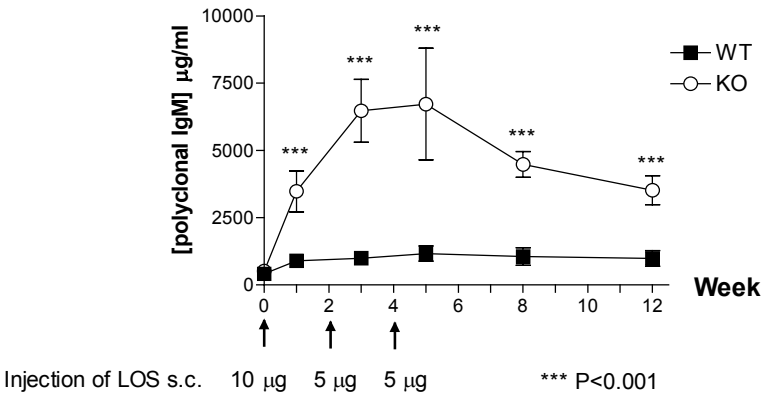 10000
WT
KO
***
***
***
7500
[polyclonal IgM] μg/ml
***
5000
***
***
2500
0
Week
0 2 4 6 8 10 12
Injection of LOS s.c. 10 μg 5 μg 5 μg *** P<0.001